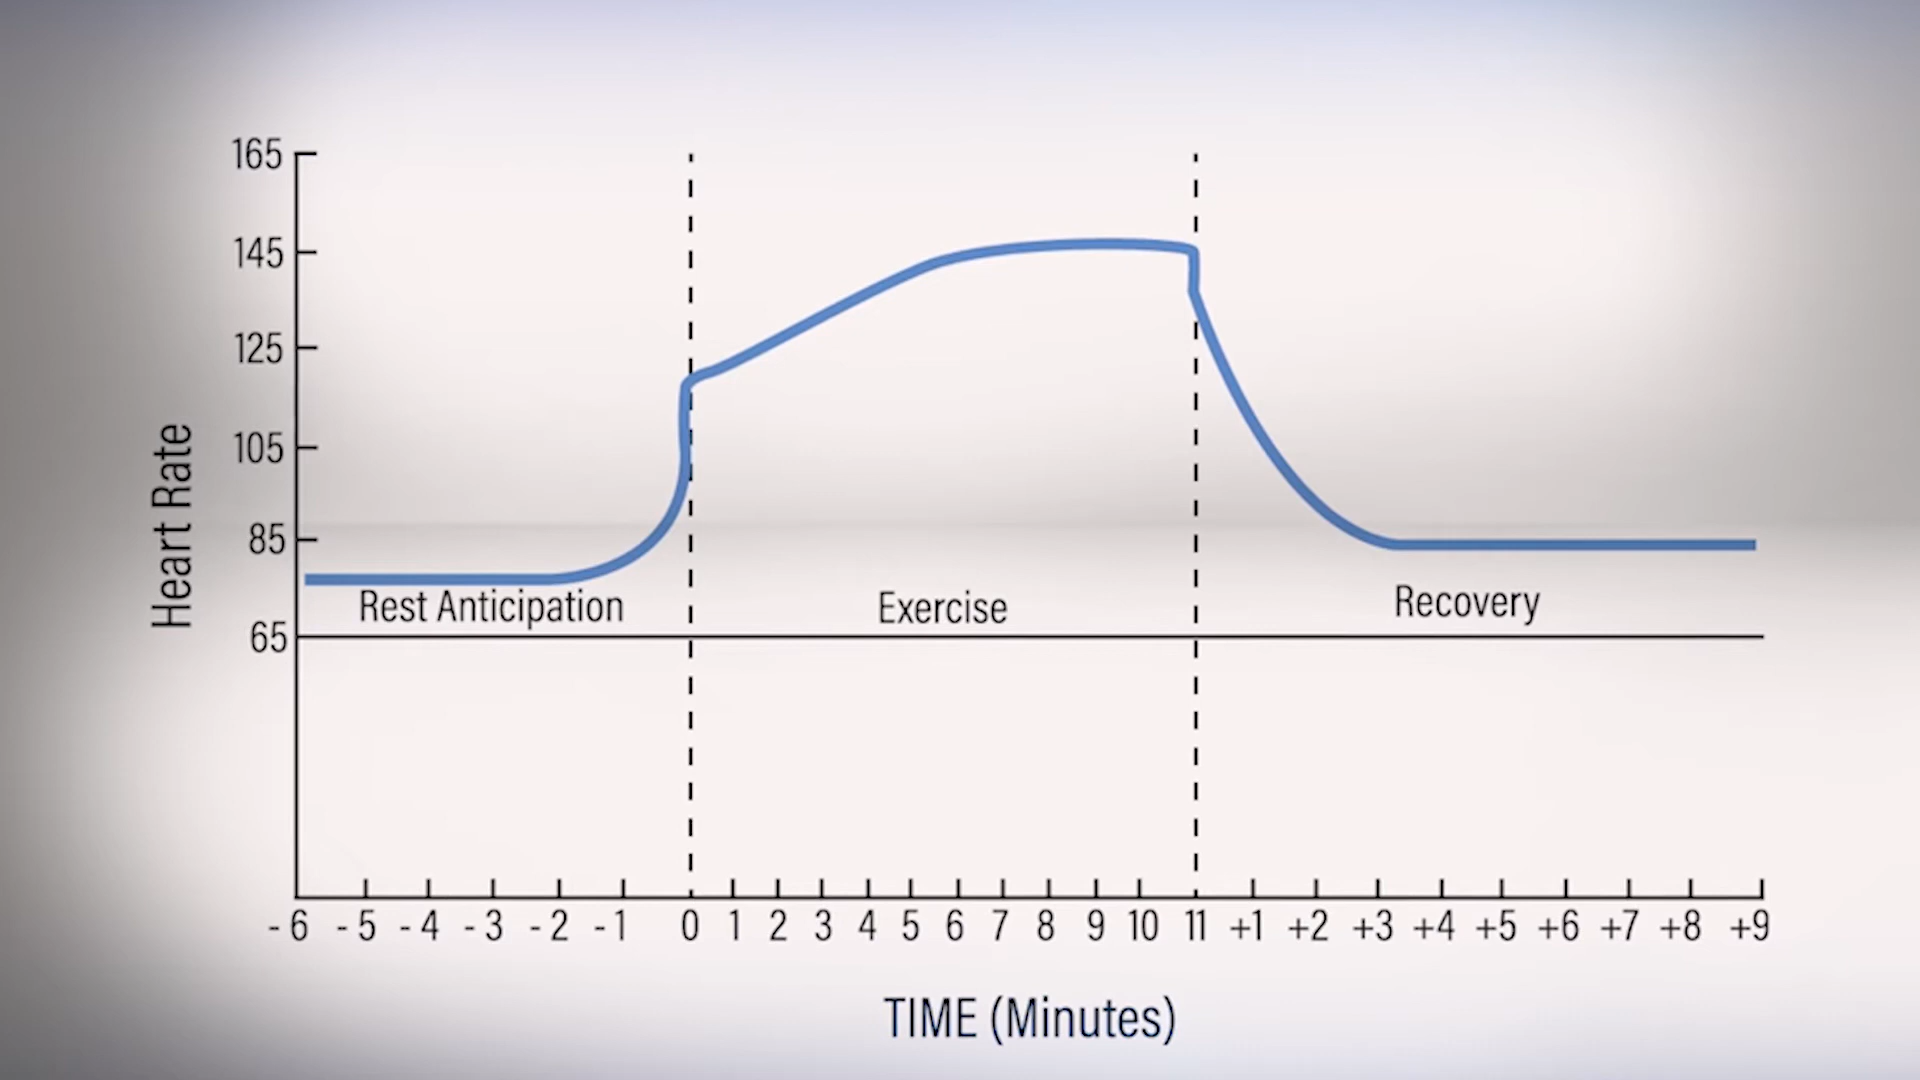 165
145
125
105
85
65
Heart Rate
Rest Anticipation
Exercise
Recovery
- 6 - 5 - 4 - 3 - 2 - 1 0 1 2 3 4 5 6 7 8 9 10 11 +1 +2 +3 +4 +5 +6 +7 +8 +9
TIME (Minutes)